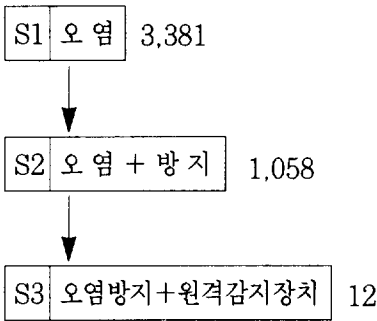 S1 오 염 3,381
S2 오 염 + 방 지 1,058
S3 오염방지+원격감지장치 12